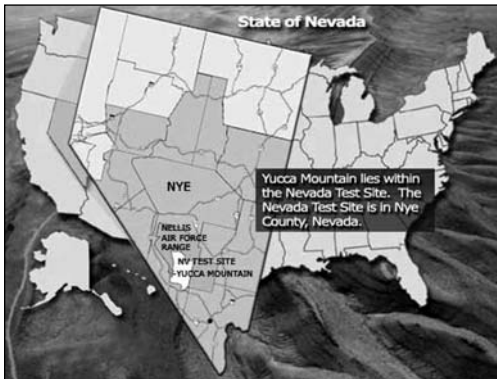 State of Nevada
NYE
NELLIS
AIR FORCE
RANGE
NV TEST SITE
YUCCA MOUNTAIN
Yucca Mountain lies within
the Nevada Test Site. The
Nevada Test Site is in Nye
County, Nevada.